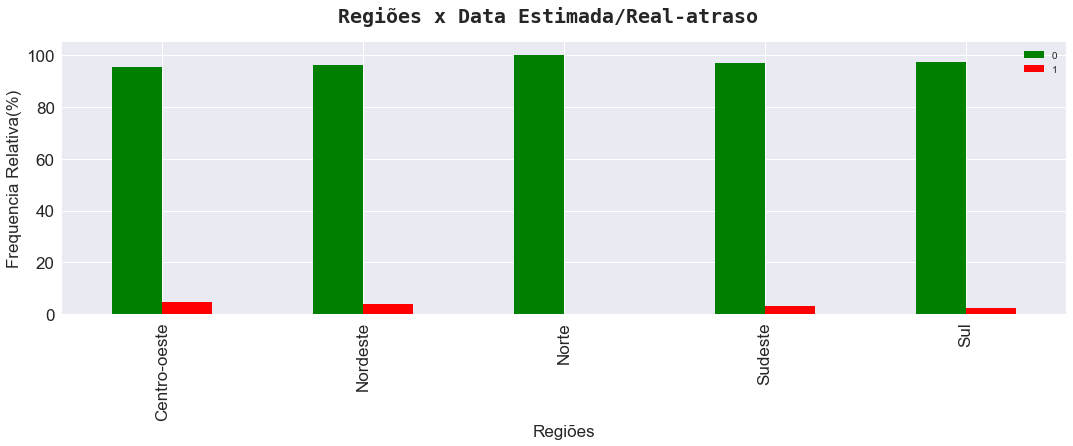 Regiões x Data Estimada/Real-atraso
0
1
100
80
60
40
20
0
Frequencia Relativa(%)
Centro-oeste
Nordeste
Norte
Sudeste
Sul
Regiões